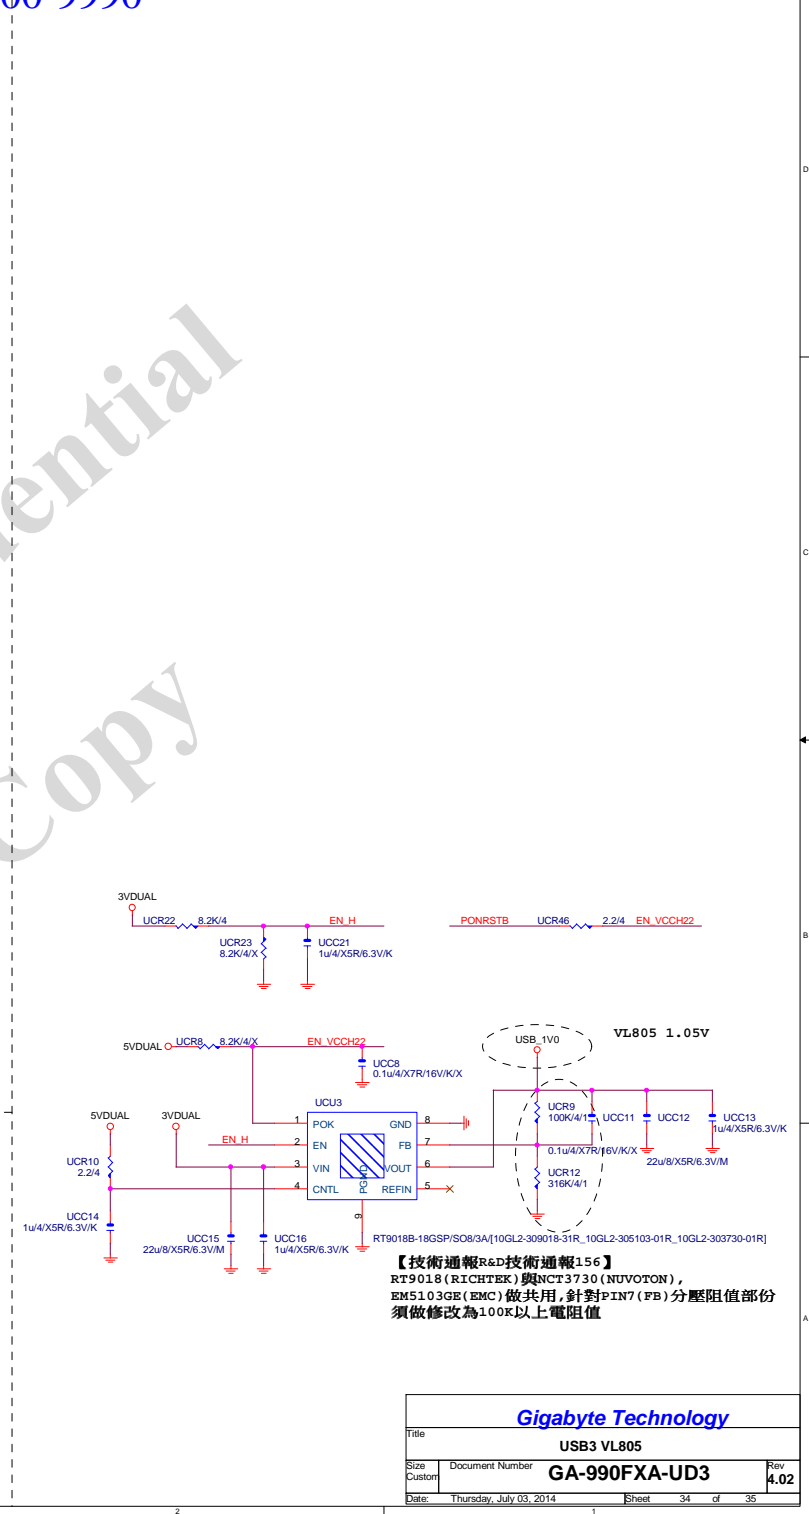 D
ential
C
Copy
3VDUAL
UCR22 8.2K/4 EN_H
PONRSTB UCR46 2.2/4 EN_VCCH22
B
UCR23
8.2K/4/X
UCC21
1u/4/X5R/6.3V/K
5VDUAL UCR8 8.2K/4/X EN_VCCH22
USB_1V0
VL805 1.05V
UCC8
0.1u/4/X7R/16V/K/X
UCU3
5VDUAL
3VDUAL
UCR9
100K/4/1
UCC11
UCC12
UCC13
1u/4/X5R/6.3V/K
1 POK GND 8
EN_H 2 EN FB 7
3 VIN VOUT 6
4 CNTL REFIN 5
PGND
9
0.1u/4/X7R/16V/K/X
22u/8/X5R/6.3V/M
UCR10
2.2/4
UCR12
316K/4/1
UCC14
1u/4/X5R/6.3V/K
UCC15
22u/8/X5R/6.3V/M
UCC16
1u/4/X5R/6.3V/K
RT9018B-18GSP/SO8/3A/[10GL2-309018-31R_10GL2-305103-01R_10GL2-303730-01R]
【技術通報R&D技術通報156】
RT9018(RICHTEK)與NCT3730(NUVOTON),
EM5103GE(EMC)做共用,針對PIN7(FB)分壓阻值部份
須做修改為100K以上電阻值
A
Gigabyte Technology
Title
USB3 VL805
Size
Custom
Document Number
GA-990FXA-UD3
Rev
4.02
Date: Thursday, July 03, 2014 Sheet 34 of 35
2 1